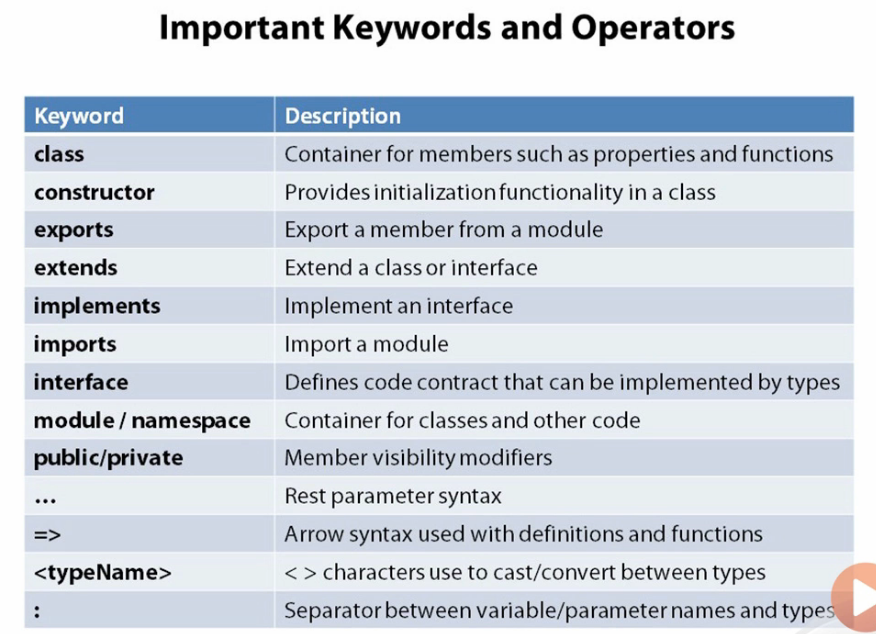 Important Keywords and Operators
Keyword Description
class Container for members such as properties and functions
constructor Provides initialization functionality in a class
exports Export a member from a module
extends Extend a class or interface
implements Implement an interface
imports Import a module
interface Defines code contract that can be implemented by types
module / namespace Container for classes and other code
public/private Member visibility modifiers
... Rest parameter syntax
=> Arrow syntax used with definitions and functions
<typeName> < > characters use to cast/convert between types
: Separator between variable/parameter names and types